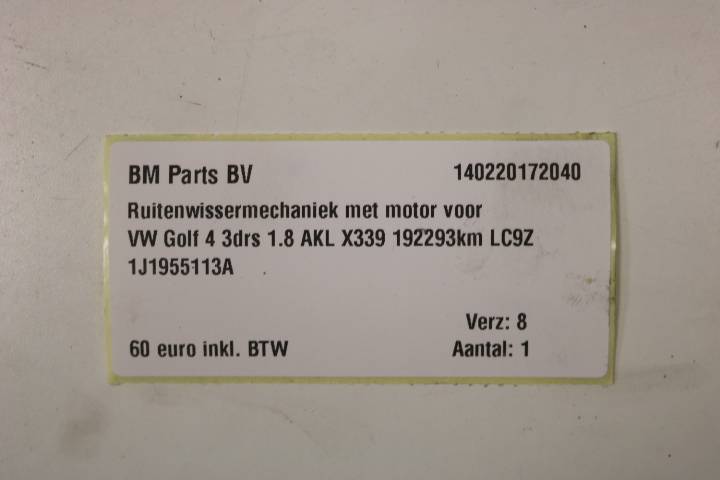 BM Parts BV 140220172040
Ruitenwissermechaniek met motor voor
VW Golf 4 3drs 1.8 AKL X339 192293km LC9Z
1J1955113A
Verz: 8
60 euro inkl. BTW Aantal: 1